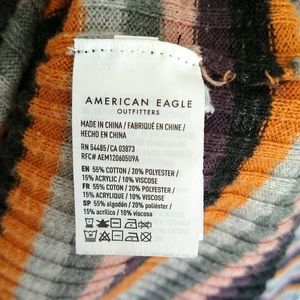 AMERICAN EAGLE
OUTFITTERS
MADE IN CHINA / FABRIQUÉ EN CHINE /
HECHO EN CHINA
RN 54485/ CA 03873
RFC# AEM12060509A
EN 55% COTTON / 20% POLYESTER /
15% ACRYLIC / 10% VISCOSE
FR 55% COTON / 20% POLYESTER /
15% ACRYLIQUE / 10% VISCOSE
SP 55% algodón / 20% poliéster /
15% acrílico / 10% viscosa